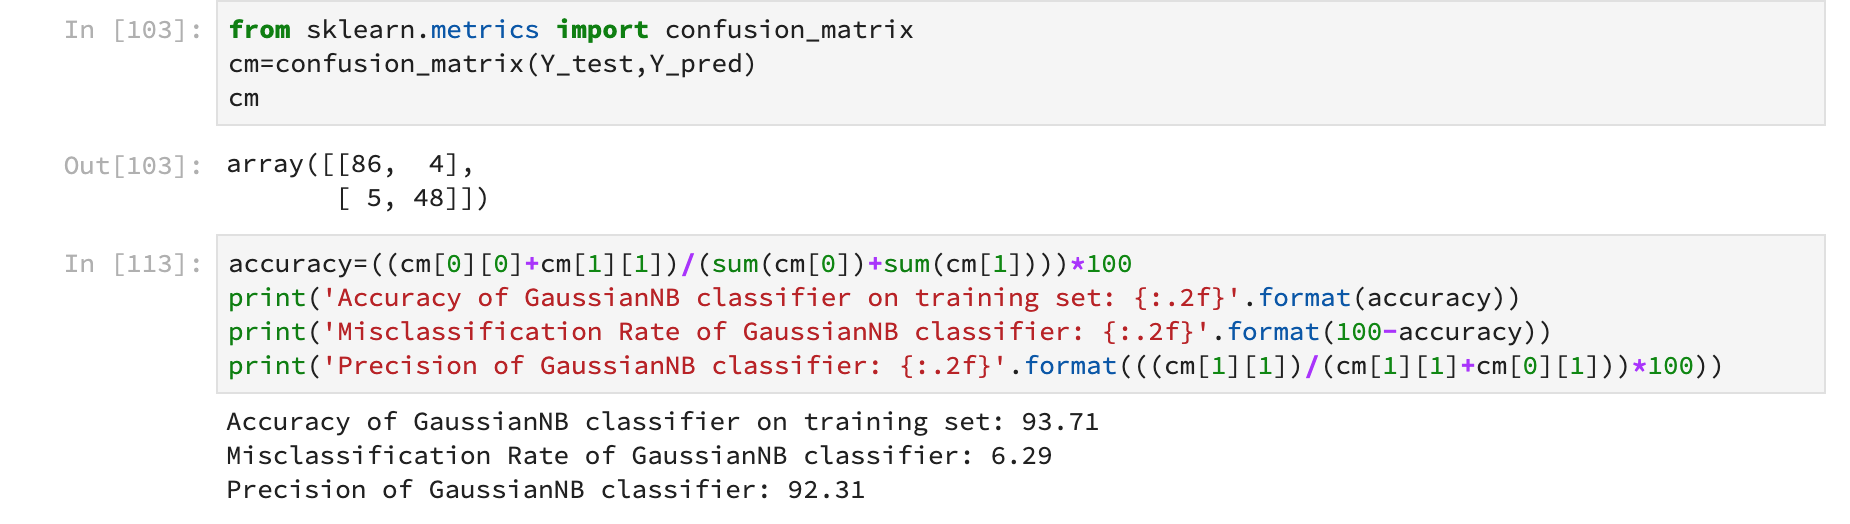 In [103]: from sklearn.metrics import confusion_matrix
cm=confusion_matrix(Y_test,Y_pred)
cm
Out[103]: array([[86,  4],
       [ 5, 48]])
In [113]: accuracy=((cm[0][0]+cm[1][1])/(sum(cm[0])+sum(cm[1])))*100
print('Accuracy of GaussianNB classifier on training set: {:.2f}'.format(accuracy))
print('Misclassification Rate of GaussianNB classifier: {:.2f}'.format(100-accuracy))
print('Precision of GaussianNB classifier: {:.2f}'.format(((cm[1][1])/(cm[1][1]+cm[0][1]))*100))
Accuracy of GaussianNB classifier on training set: 93.71
Misclassification Rate of GaussianNB classifier: 6.29
Precision of GaussianNB classifier: 92.31